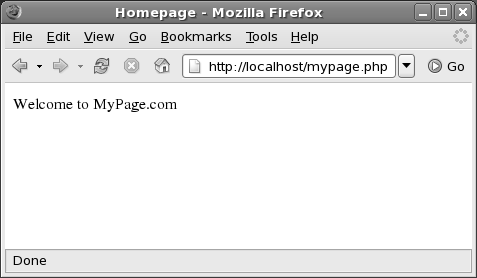 Homepage - Mozilla Firefox
File Edit View Go Bookmarks Tools Help
http://localhost/mypage.php Go
Welcome to MyPage.com
Done